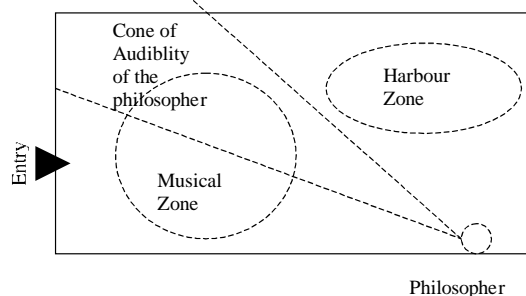 Cone of
Audiblity
of the
philosopher
Harbour
Zone
Entry
Musical
Zone
Philosopher